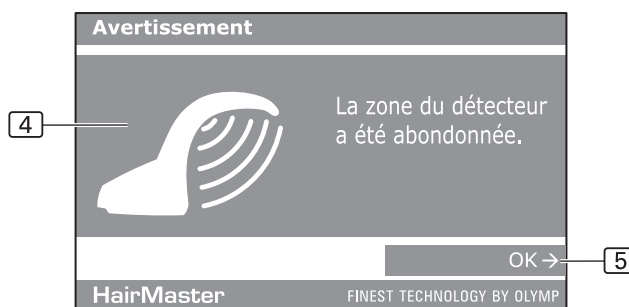 Avertissement
4
La zone du détecteur
a été abondonnée.
OK →
5
HairMaster
FINEST TECHNOLOGY BY OLYMP